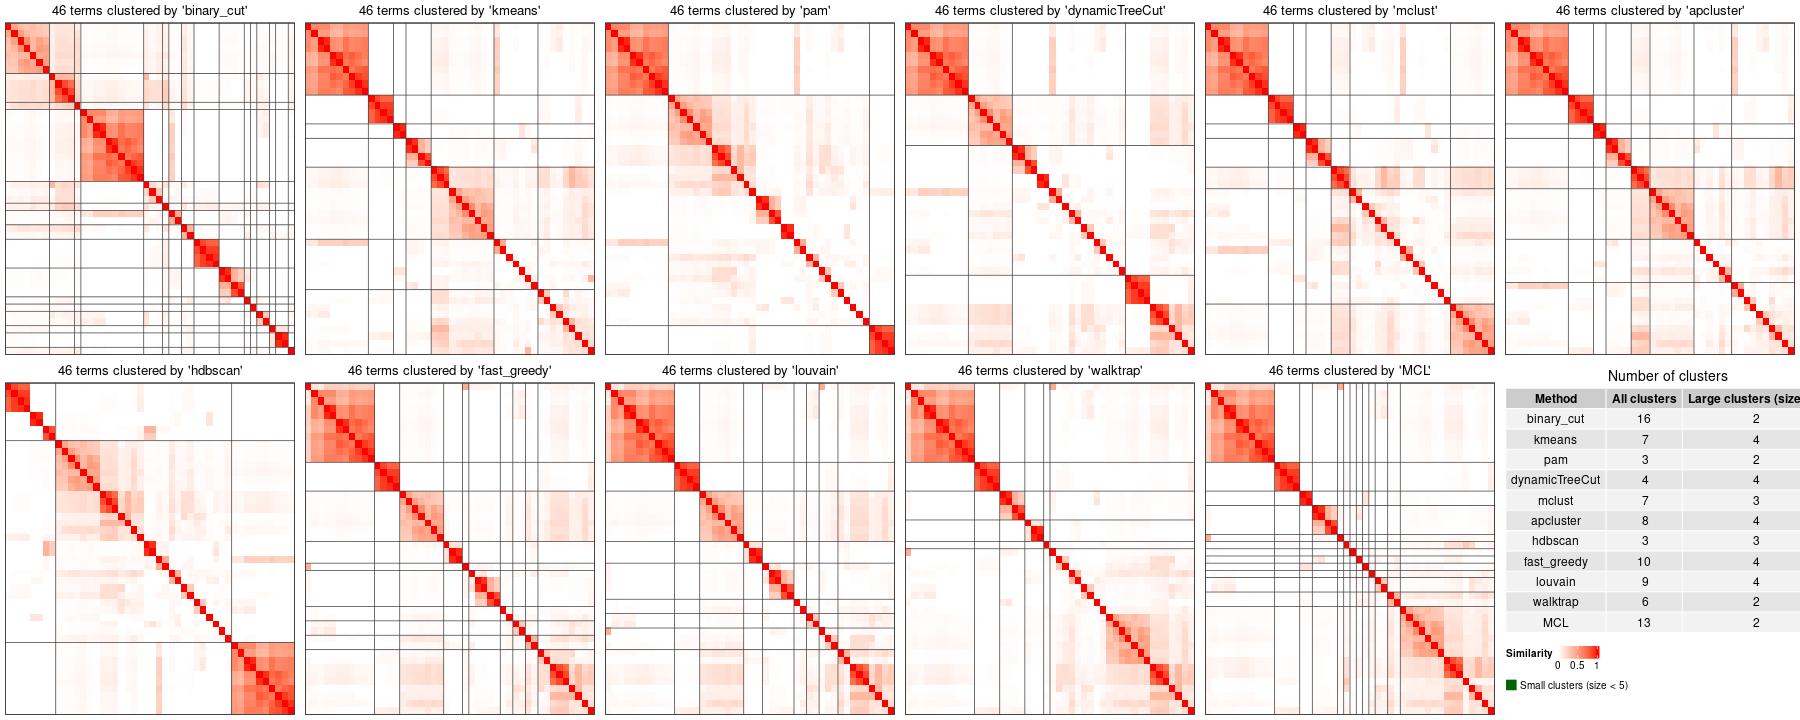 46 terms clustered by 'binary_cut'
46 terms clustered by 'kmeans'
46 terms clustered by 'pam'
46 terms clustered by 'dynamicTreeCut'
46 terms clustered by 'mclust'
46 terms clustered by 'apcluster'
46 terms clustered by 'hdbscan'
46 terms clustered by 'fast_greedy'
46 terms clustered by 'louvain'
46 terms clustered by 'walktrap'
46 terms clustered by 'MCL'
Number of clusters
Method All clusters Large clusters (size
binary_cut 16 2
kmeans 7 4
pam 3 2
dynamicTreeCut 4 4
mclust 7 3
apcluster 8 4
hdbscan 3 3
fast_greedy 10 4
louvain 9 4
walktrap 6 2
MCL 13 2
Similarity
0 0.5 1
Small clusters (size < 5)